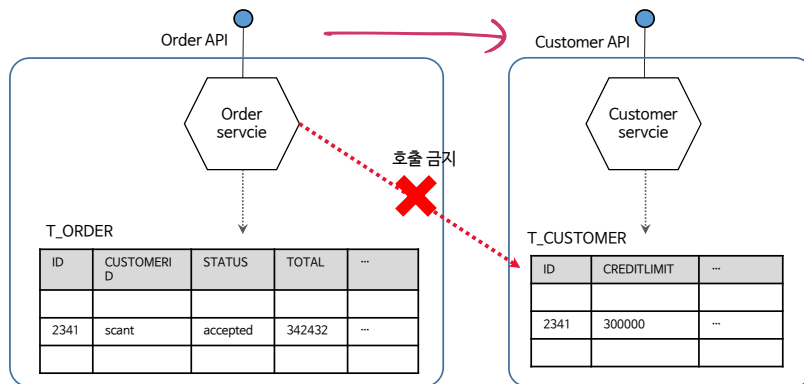 Order API
Customer API
Order
servcie
Customer
servcie
호출 금지
T_ORDER
ID CUSTOMERI
D STATUS TOTAL ...
2341 scant accepted 342432 ...
T_CUSTOMER
ID CREDITLIMIT ...
2341 300000 ...